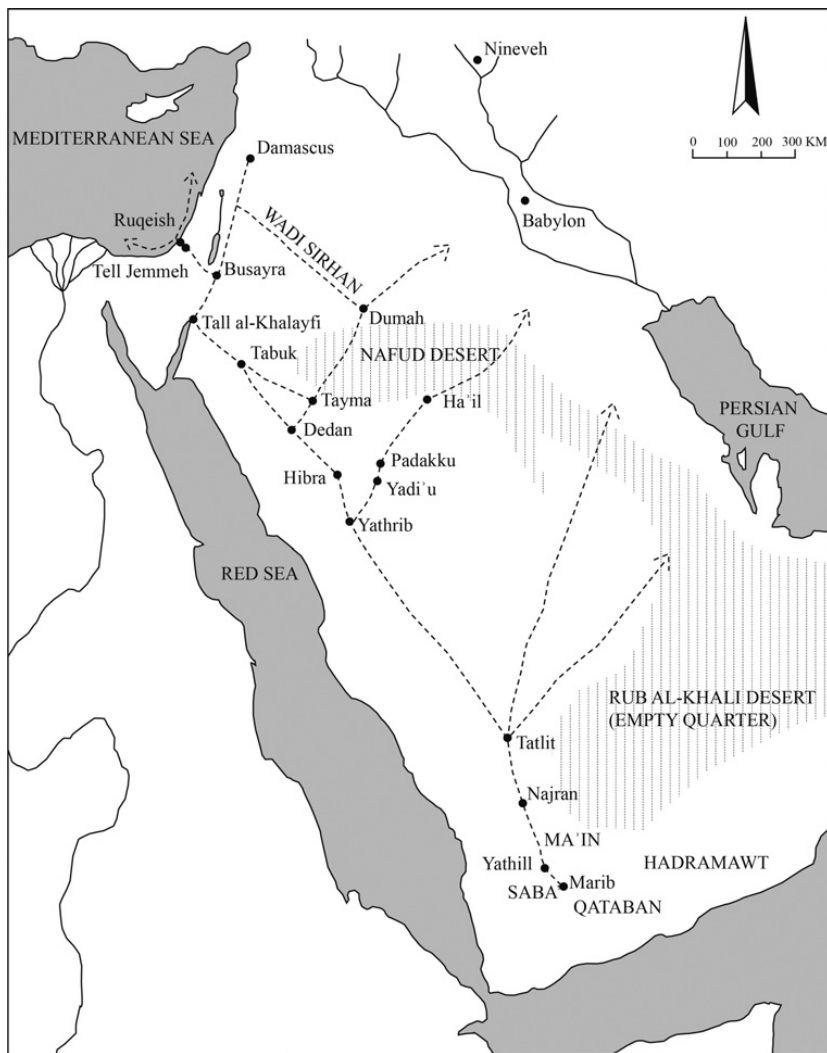 Nineveh
0 100 200 300 KM
MEDITERRANEAN SEA
Damascus
Babylon
Ruqeish
WADI SIRHAN
Tell Jemmeh
Busayra
Tall al-Khalayfi
Dumah
Tabuk
NAFUD DESERT
Tayma
Ha ͗il
PERSIAN
GULF
Dedan
Padakku
Hibra
Yadi ͗u
Yathrib
RED SEA
RUB AL-KHALI DESERT
(EMPTY QUARTER)
Tatlit
Najran
MA ͗IN
Yathill
HADRAMAWT
Marib
SABA
QATABAN